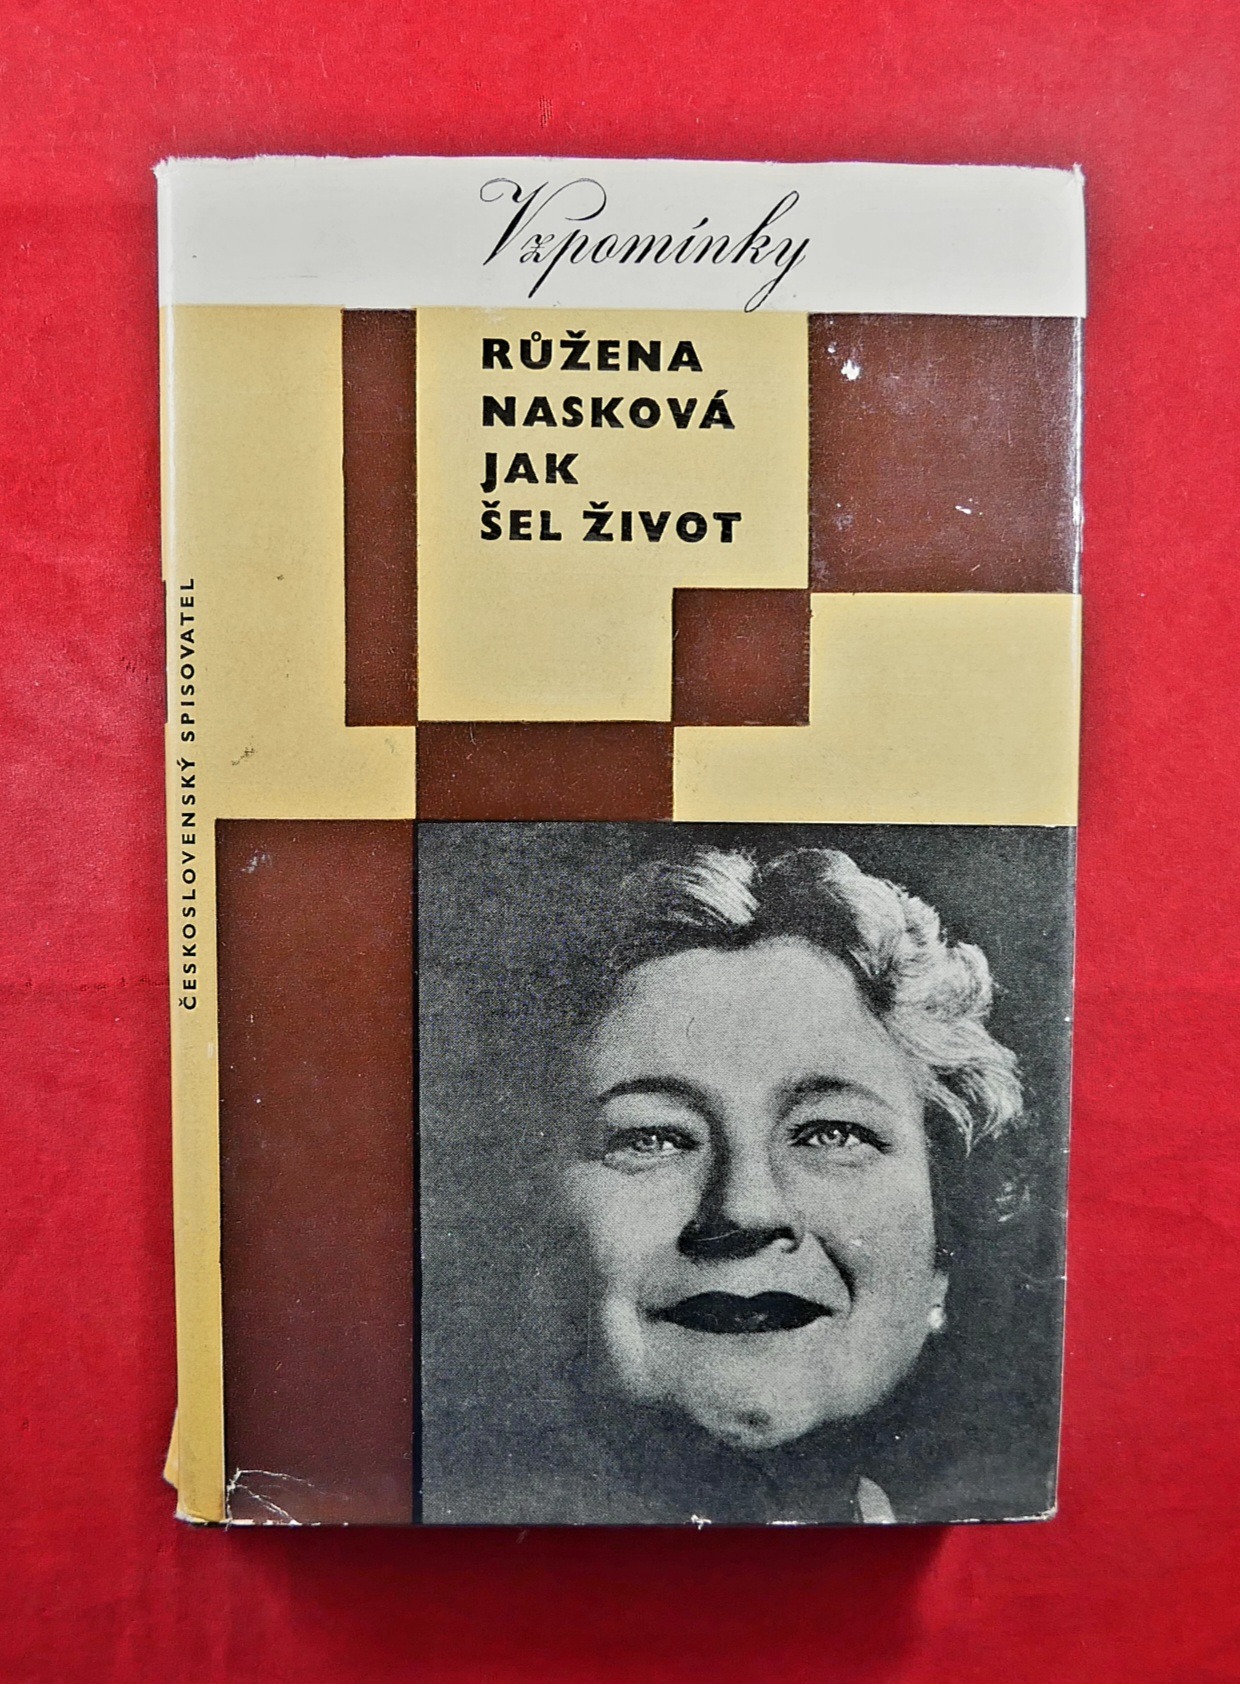 Vzpomínky
RŮŽENA
NASKOVÁ
JAK
ŠEL ŽIVOT
ČESKOSLOVENSKÝ SPISOVATEL